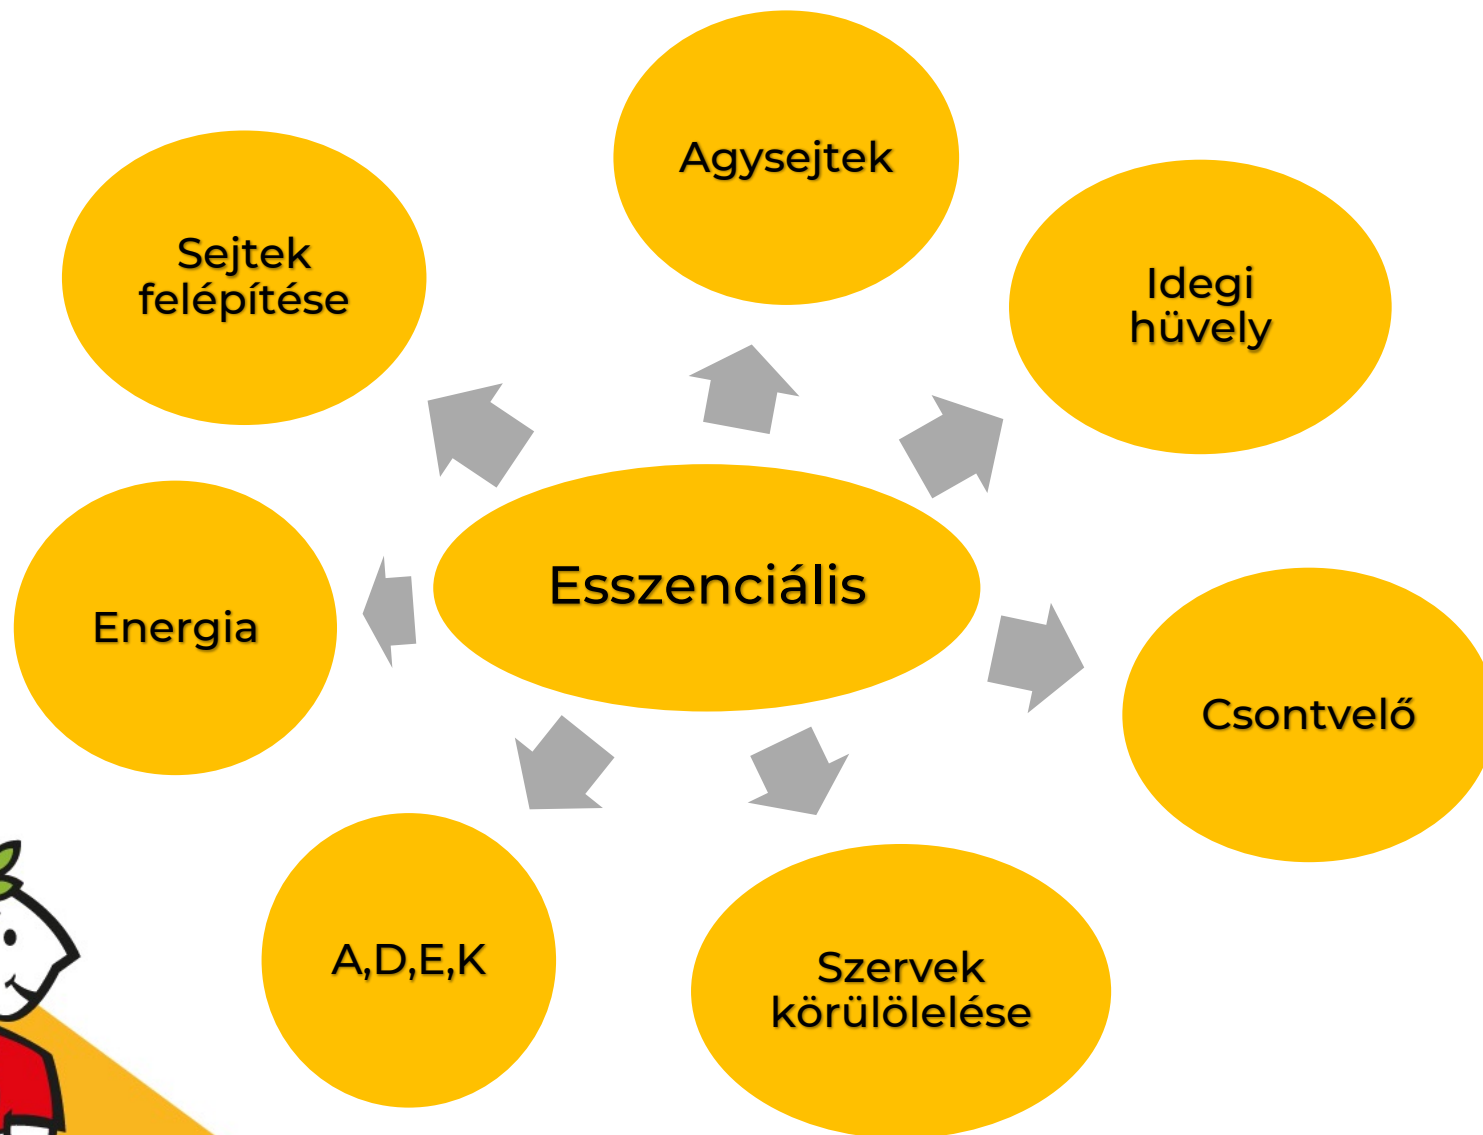 Agysejtek
Sejtek
felépítése
Idegi
hüvely
Esszenciális
Energia
Csontvelő
A,D,E,K
Szervek
körülölelése